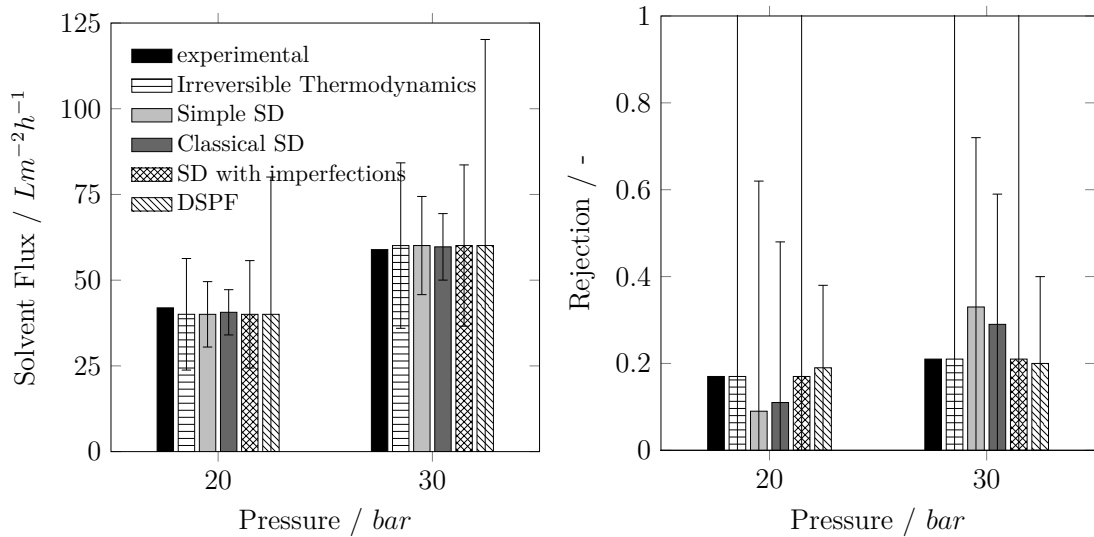 125
100
75
50
25
0
Solvent Flux / Lm⁻²h⁻¹
experimental
Irreversible Thermodynamics
Simple SD
Classical SD
SD with imperfections
DSPF
20 30
Pressure / bar
1
0.8
0.6
0.4
0.2
0
Rejection / -
20 30
Pressure / bar